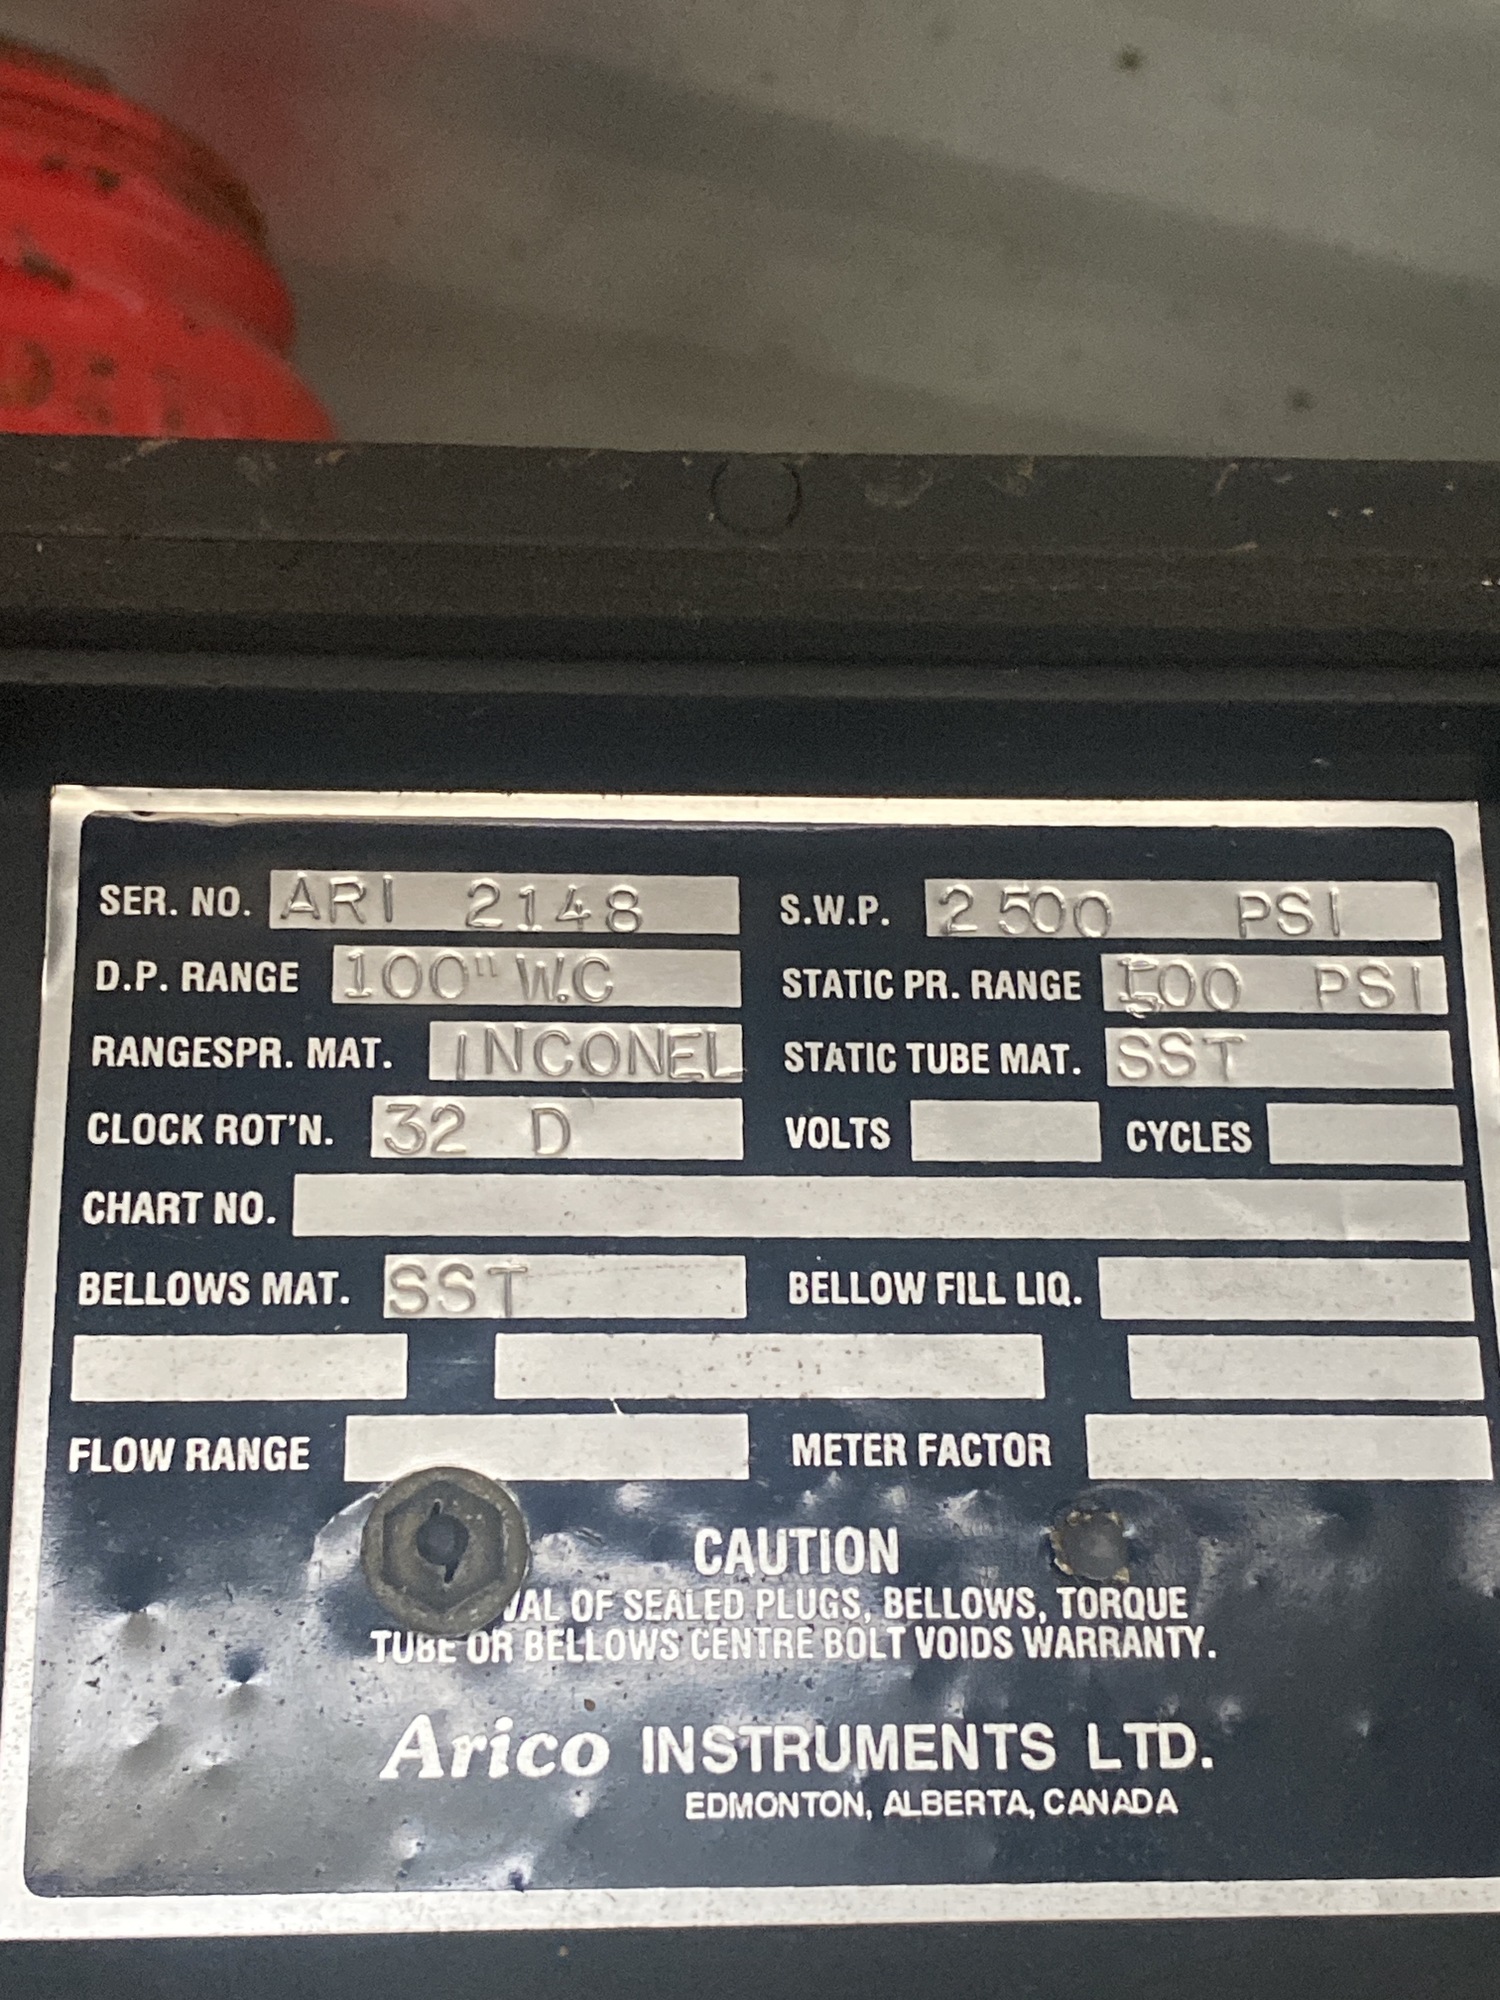 SER. NO. ARI 2148 S.W.P. 2500 PSI
D.P. RANGE 100" W.C STATIC PR. RANGE PSI
RANGESPR. MAT. INCONEL STATIC TUBE MAT. SST
CLOCK ROT'N. 32 D VOLTS CYCLES
CHART NO.
BELLOWS MAT. SST BELLOW FILL LIQ.
FLOW RANGE METER FACTOR
CAUTION
OF SEALED PLUGS, BELLOWS, TORQUE
TUBE OR BELLOWS CENTRE BOLT VOIDS WARRANTY.
Arico INSTRUMENTS LTD.
EDMONTON, ALBERTA, CANADA